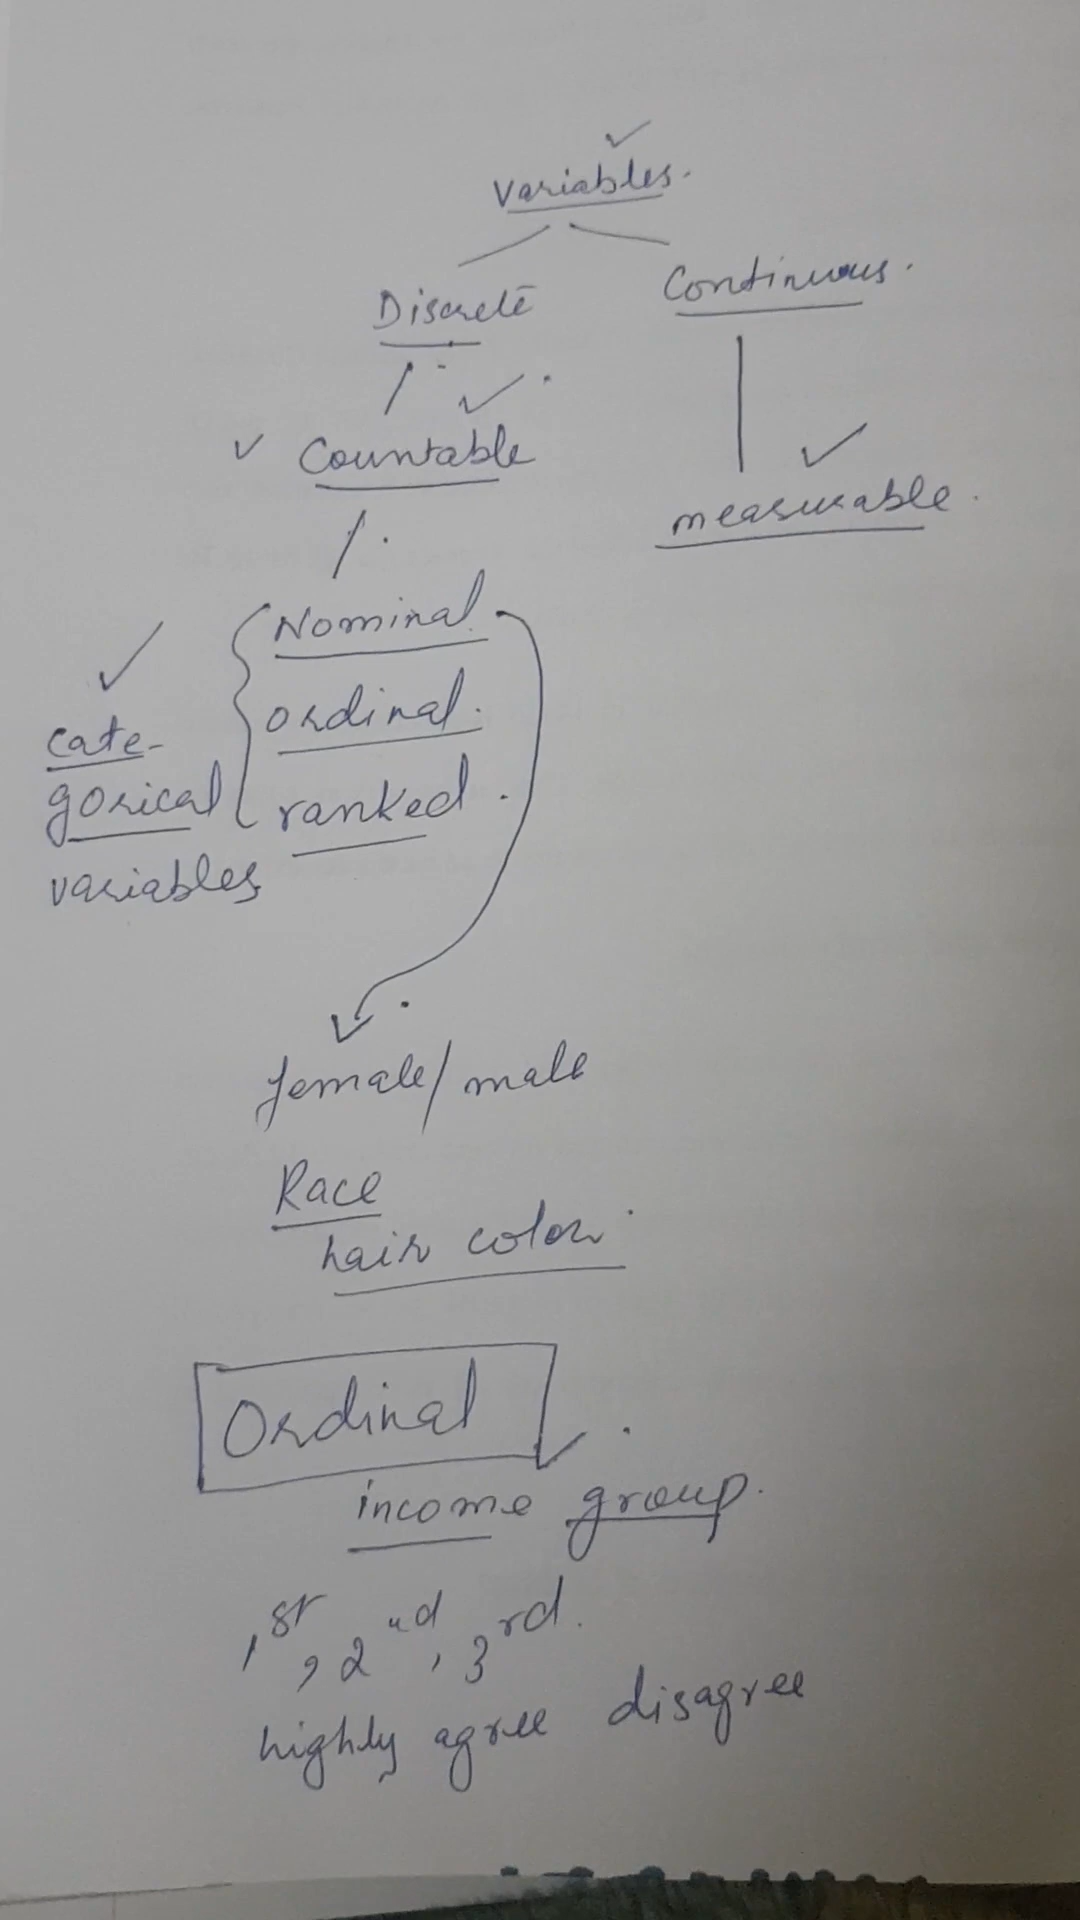 Variables.
Discrete
Continuous.
Countable
measurable.
Nominal.
ordinal.
ranked.
cate-
gorical
variables
female/male
Race
hair color.
Ordinal
income group.
1st, 2nd, 3rd.
highly agree disagree